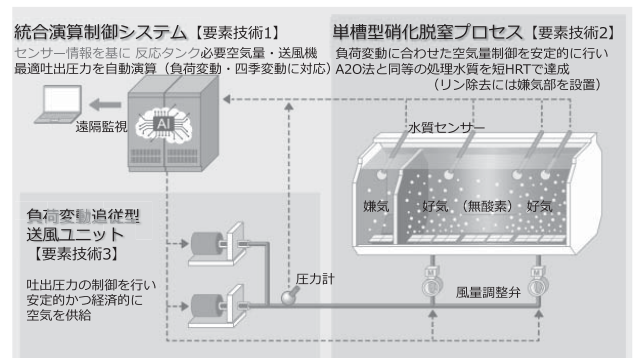 統合演算制御システム【要素技術1】
センサー情報を基に 反応タンク必要空気量・送風機
最適吐出圧力を自動演算（負荷変動・四季変動に対応）
遠隔監視
AI
単槽型硝化脱窒プロセス【要素技術2】
負荷変動に合わせた空気量制御を安定的に行い
A2O法と同等の処理水質を短HRTで達成
（リン除去には嫌気部を設置）
水質センサー
嫌気 好気 （無酸素） 好気
M M
風量調整弁
負荷変動追従型
送風ユニット
【要素技術3】
吐出圧力の制御を行い
安定的かつ経済的に
空気を供給
圧力計